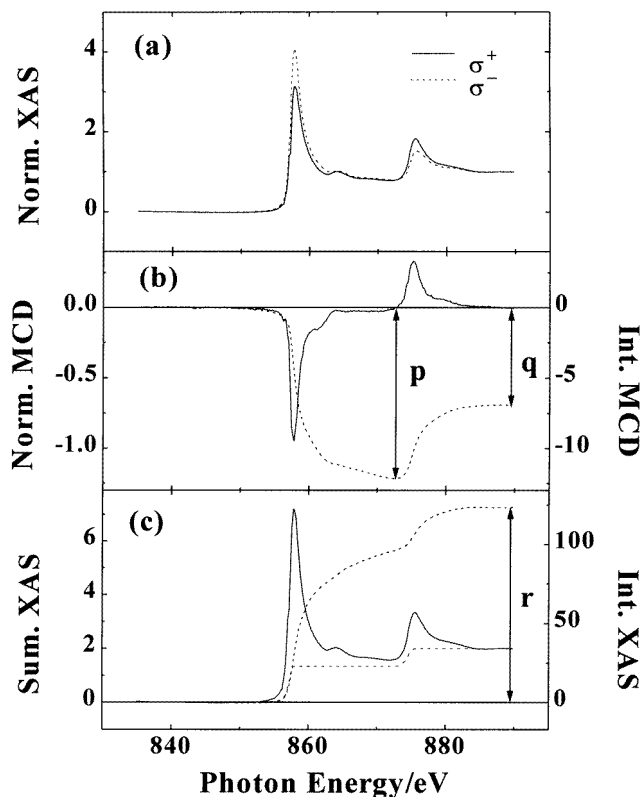 (a)
σ+
σ−
4
2
0
Norm. XAS
(b)
0.0
-0.5
-1.0
Norm. MCD
0
-5
-10
Int. MCD
p
q
(c)
6
4
2
0
Sum. XAS
100
50
0
Int. XAS
r
840
860
880
Photon Energy/eV